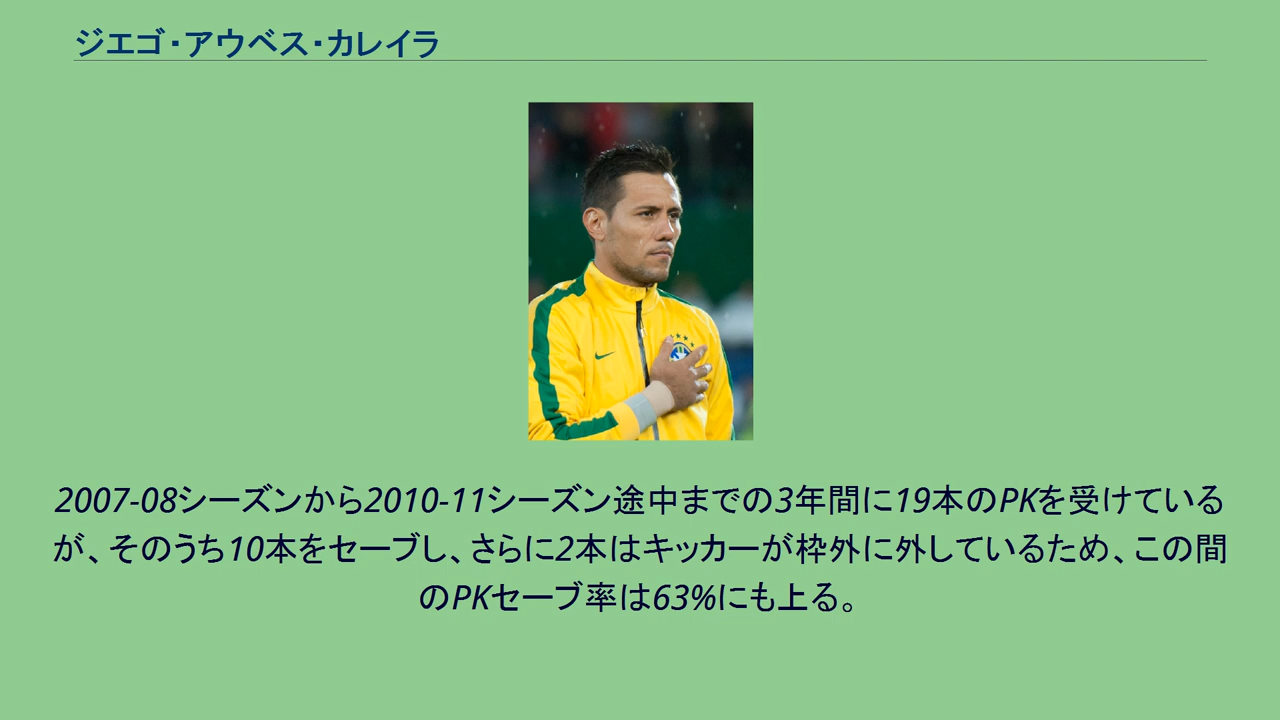 ジエゴ・アウベス・カレイラ
2007-08シーズンから2010-11シーズン途中までの3年間に19本のPKを受けている
が、そのうち10本をセーブし、さらに2本はキッカーが枠外に外しているため、この間
のPKセーブ率は63%にも上る。